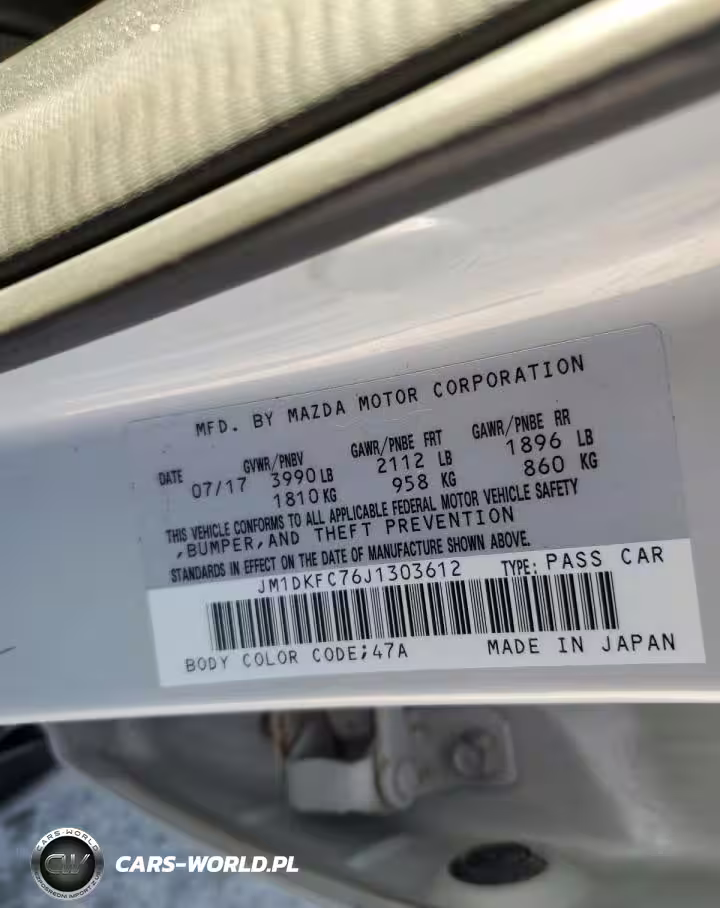 MFD. BY MAZDA MOTOR CORPORATION
DATE GVWR/PNBV GAWR/PNBE FRT GAWR/PNBE RR
07/17 3990 LB 2112 LB 1896 LB
1810 KG 958 KG 860 KG
THIS VEHICLE CONFORMS TO ALL APPLICABLE FEDERAL MOTOR VEHICLE SAFETY
,BUMPER,AND THEFT PREVENTION
STANDARDS IN EFFECT ON THE DATE OF MANUFACTURE SHOWN ABOVE.
JM1DKFC76J1303612 TYPE: PASS CAR
BODY COLOR CODE;47A MADE IN JAPAN
CARS-WORLD
CW
CARS-WORLD.PL